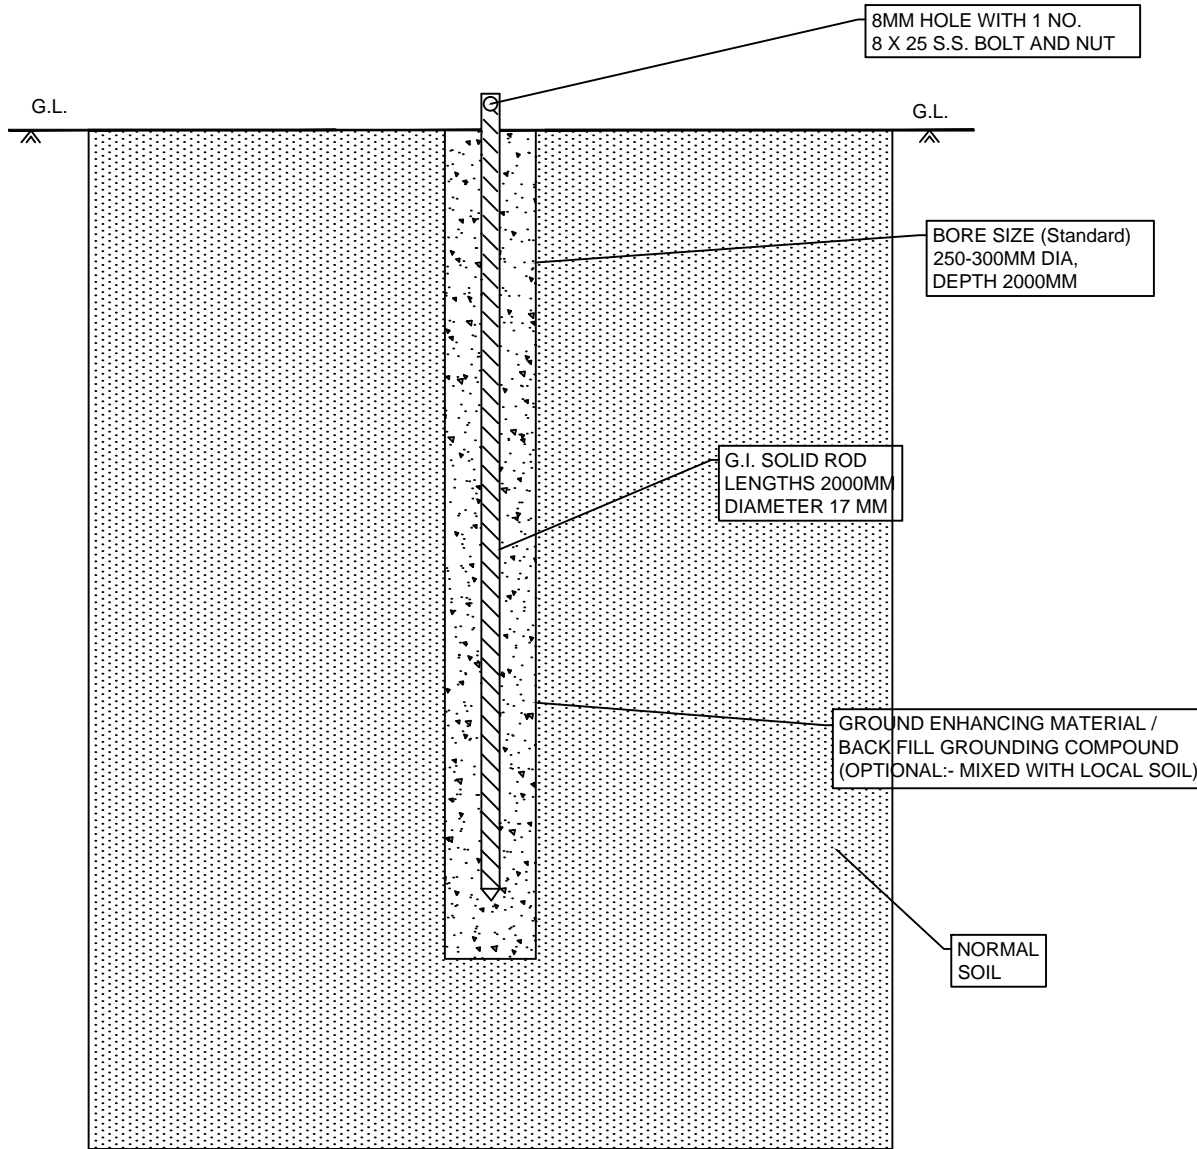 8MM HOLE WITH 1 NO.
8 X 25 S.S. BOLT AND NUT
G.L.
G.L.
BORE SIZE (Standard)
250-300MM DIA,
DEPTH 2000MM
G.I. SOLID ROD
LENGTHS 2000MM
DIAMETER 17 MM
GROUND ENHANCING MATERIAL /
BACK FILL GROUNDING COMPOUND
(OPTIONAL:- MIXED WITH LOCAL SOIL)
NORMAL
SOIL